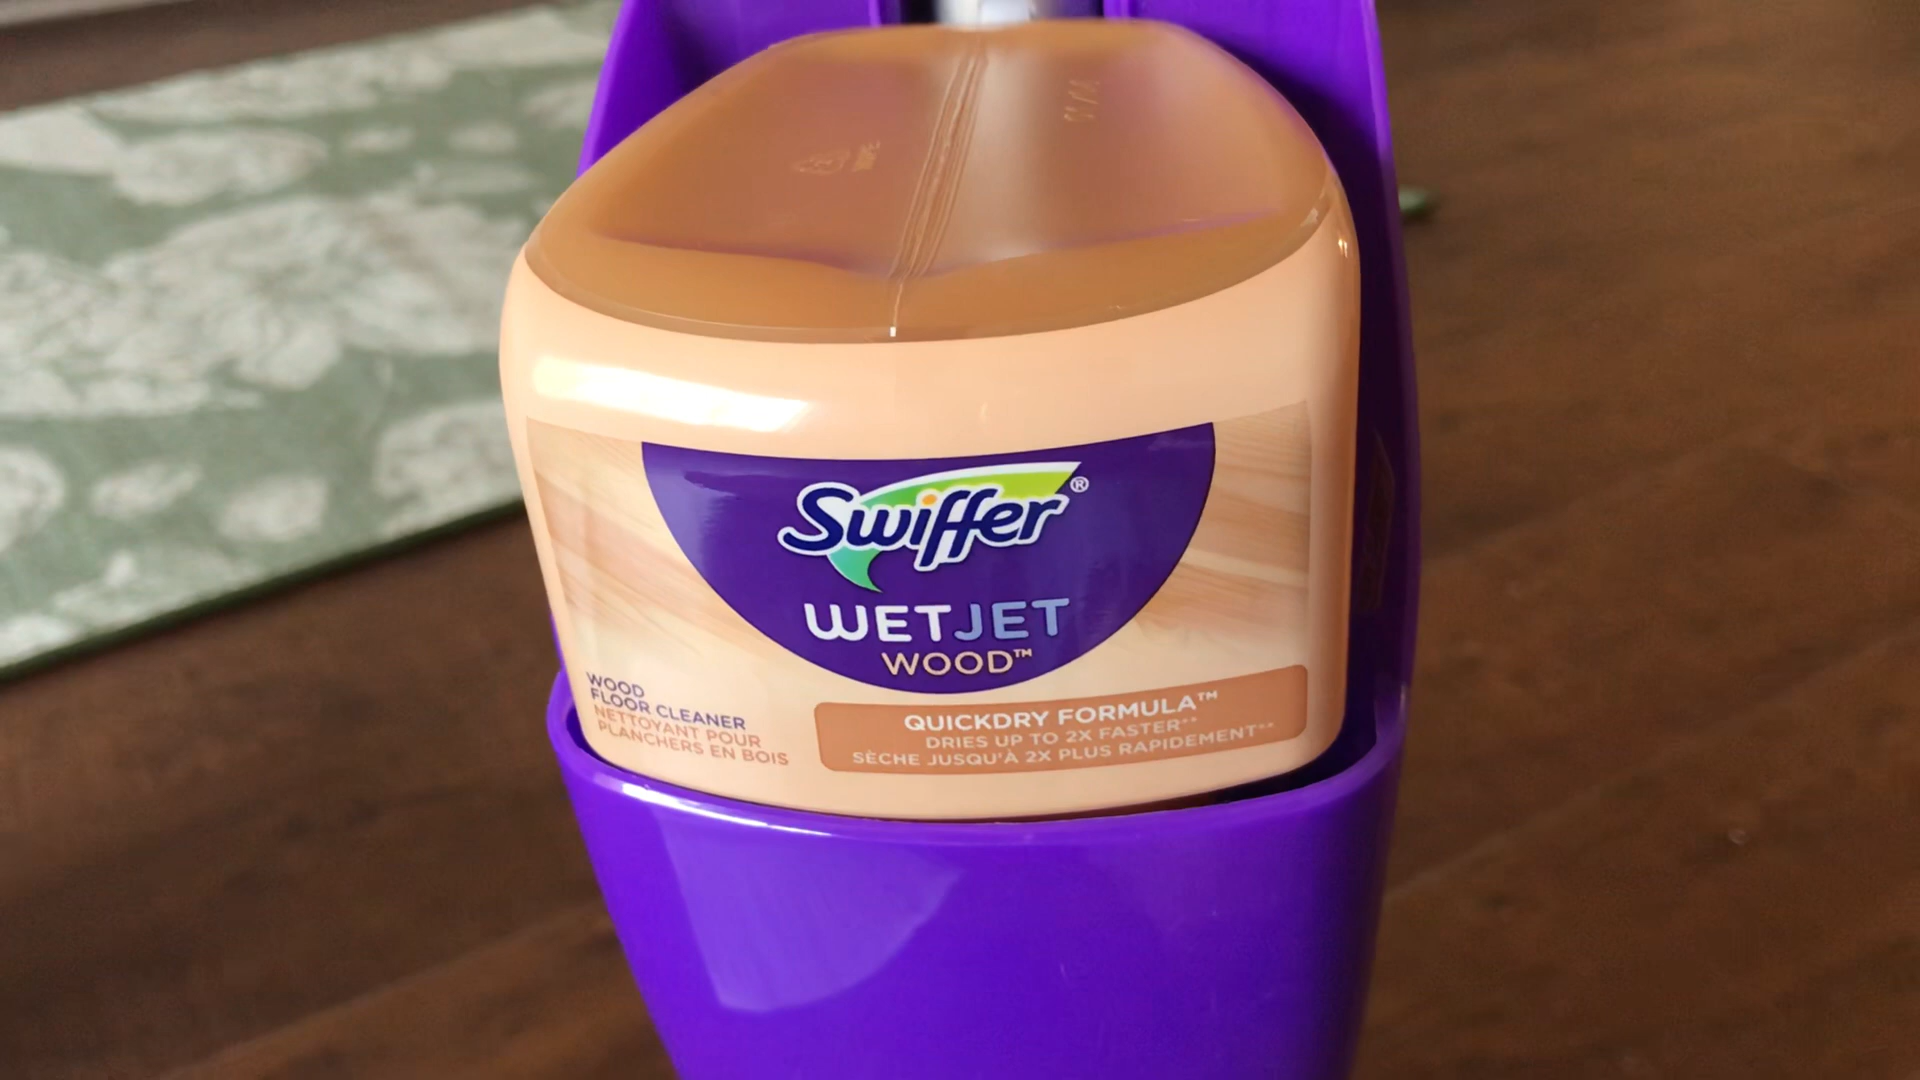 Swiffer®
WETJET
WOOD™
WOOD
FLOOR CLEANER
NETTOYANT POUR
PLANCHERS EN BOIS
QUICKDRY FORMULA™
DRIES UP TO 2X FASTER**
SÈCHE JUSQU'À 2X PLUS RAPIDEMENT**